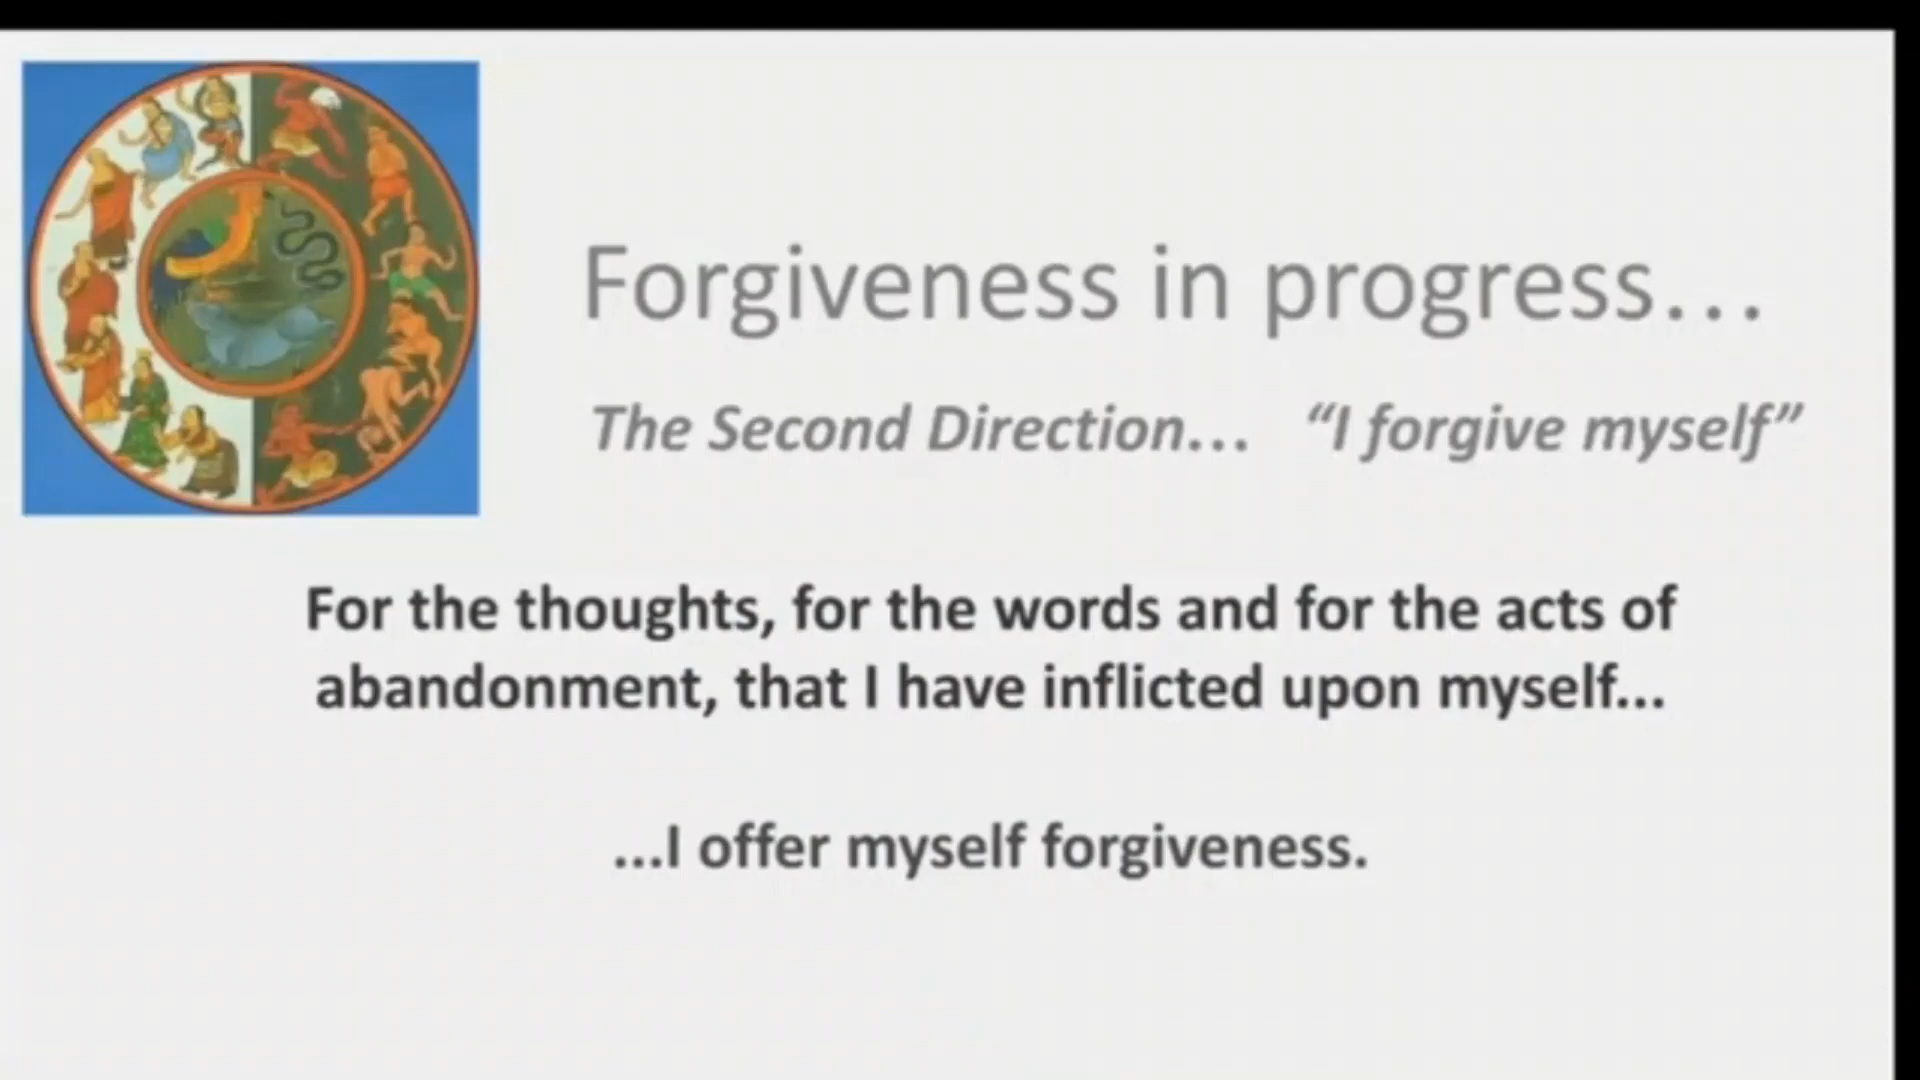 Forgiveness in progress...
The Second Direction... “I forgive myself”
For the thoughts, for the words and for the acts of
abandonment, that I have inflicted upon myself...
...I offer myself forgiveness.